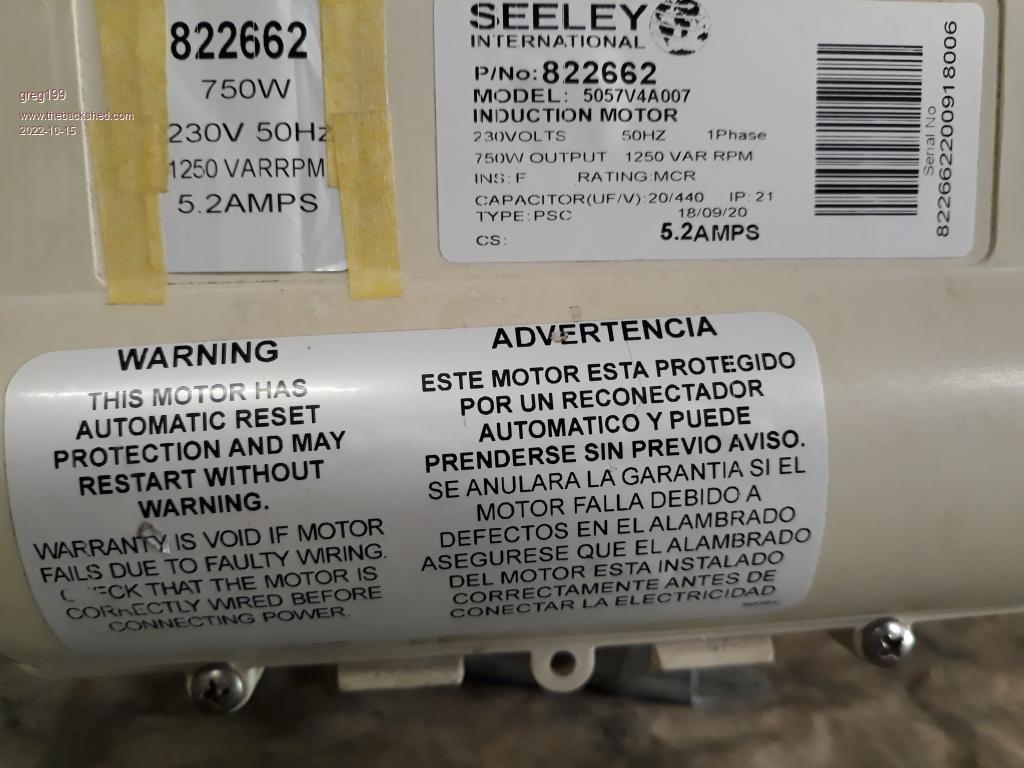 greg199
www.thebackshed.com
2022-10-15
822662
750W
230V 50Hz
1250 VARRPM
5.2AMPS
SEELEY
INTERNATIONAL
P/No: 822662
MODEL: 5057V4A007
INDUCTION MOTOR
230VOLTS 50HZ 1Phase
750W OUTPUT 1250 VAR RPM
INS: F RATING:MCR
CAPACITOR(UF/V):20/440 IP: 21
TYPE:PSC 18/09/20
CS: 5.2AMPS
Serial No
8226622009918006
WARNING
THIS MOTOR HAS
AUTOMATIC RESET
PROTECTION AND MAY
RESTART WITHOUT
WARNING.
WARRANTY IS VOID IF MOTOR
FAILS DUE TO FAULTY WIRING.
CHECK THAT THE MOTOR IS
CORRECTLY WIRED BEFORE
CONNECTING POWER.
ADVERTENCIA
ESTE MOTOR ESTA PROTEGIDO
POR UN RECONECTADOR
AUTOMATICO Y PUEDE
PRENDERSE SIN PREVIO AVISO.
SE ANULARA LA GARANTIA SI EL
MOTOR FALLA DEBIDO A
DEFECTOS EN EL ALAMBRADO
ASEGURESE QUE EL ALAMBRADO
DEL MOTOR ESTA INSTALADO
CORRECTAMENTE ANTES DE
CONECTAR LA ELECTRICIDAD